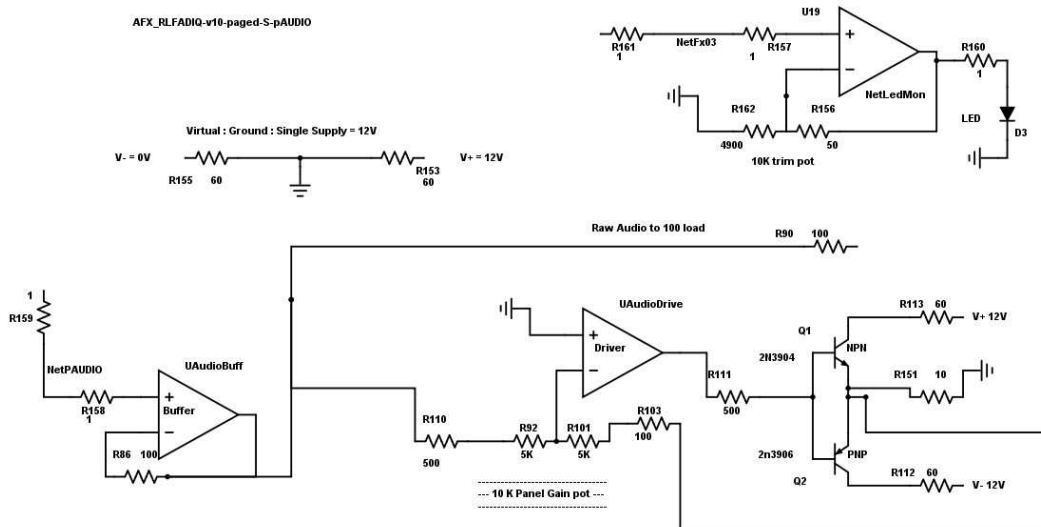 AFX_RLFADIQ-v10-paged-S-pAUDIO
U19
R161
1
NetFx03
1
R157
R160
1
NetLedMon
R162
4900
R156
50
10K trim pot
LED
D3
Virtual : Ground : Single Supply = 12V
V- = 0V
R155
60
R153
60
V+ = 12V
Raw Audio to 100 load
R90
100
1
R159
NetPAUDIO
UAudioBuff
R158
1
Buffer
R86
100
UAudioDrive
Driver
R110
500
R92
5K
R101
5K
R103
100
--- 10 K Panel Gain pot ---
R111
500
Q1
2N3904
NPN
R113
60
V+ 12V
R151
10
2n3906
Q2
PNP
R112
60
V- 12V